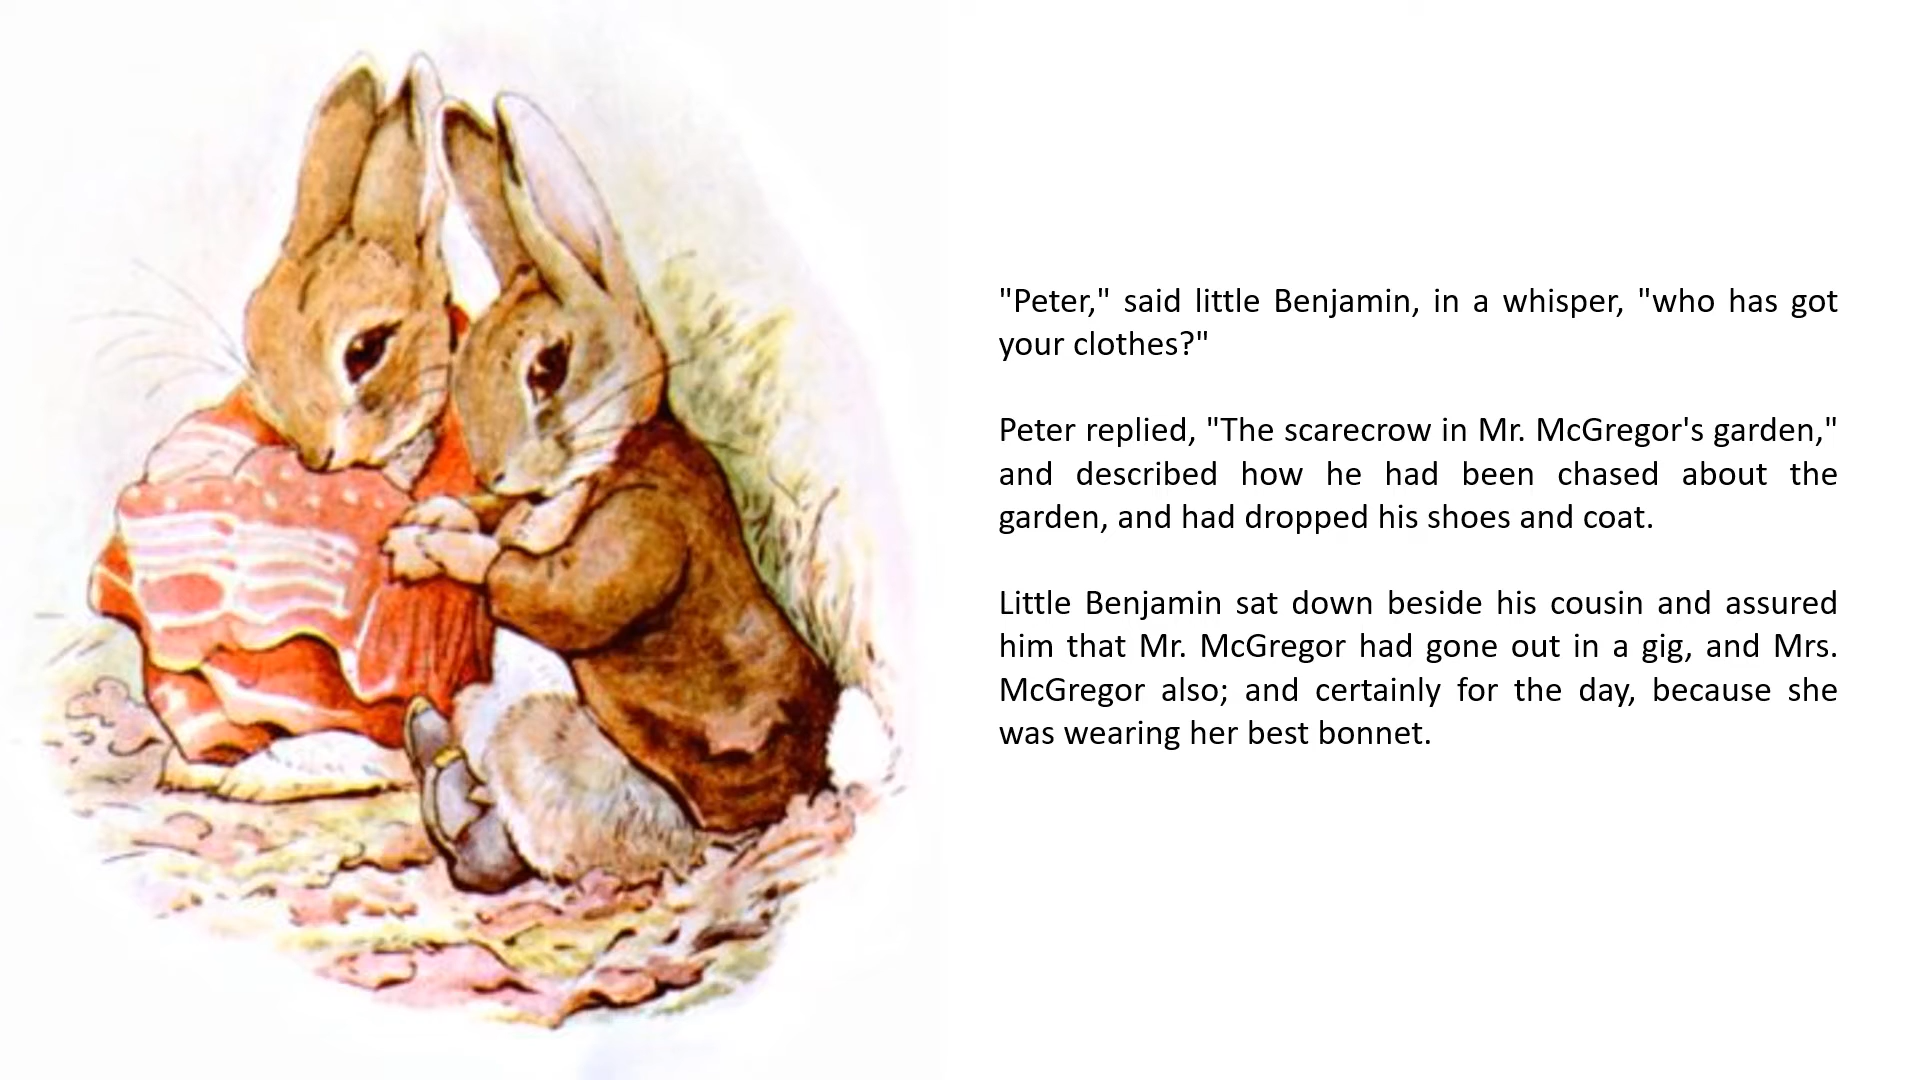 "Peter," said little Benjamin, in a whisper, "who has got
your clothes?"
Peter replied, "The scarecrow in Mr. McGregor's garden,"
and described how he had been chased about the
garden, and had dropped his shoes and coat.
Little Benjamin sat down beside his cousin and assured
him that Mr. McGregor had gone out in a gig, and Mrs.
McGregor also; and certainly for the day, because she
was wearing her best bonnet.